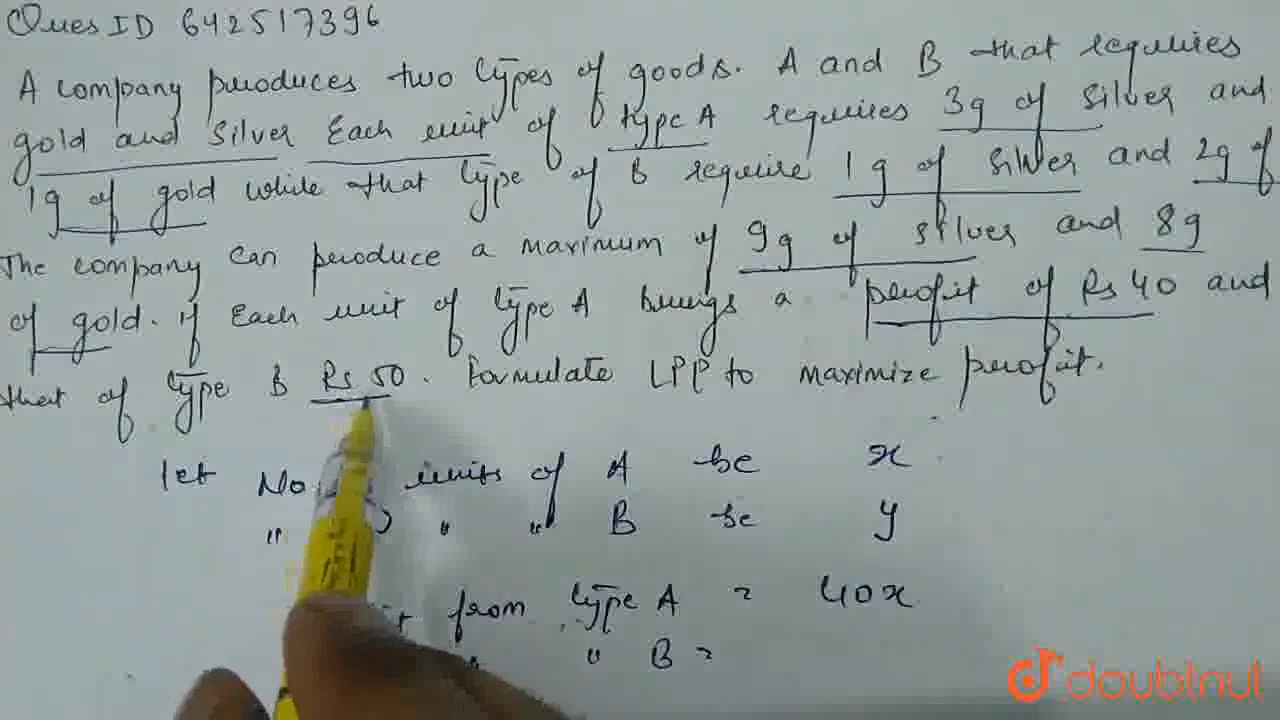 Ques ID 642517396
A company produces two types of goods. A and B that requires
gold and silver Each unit of type A requires 3g of silver and
1g of gold while that type of B require 1g of silver and 2g of
The company can produce a maximum of 9g of silver and 8g
of gold. if Each unit of type A brings a profit of Rs 40 and
that of type B Rs 50. Formulate LPP to maximize profit.
let No. units of A be x
" " " B be y
from type A = 40x
" " B =
doubtnut